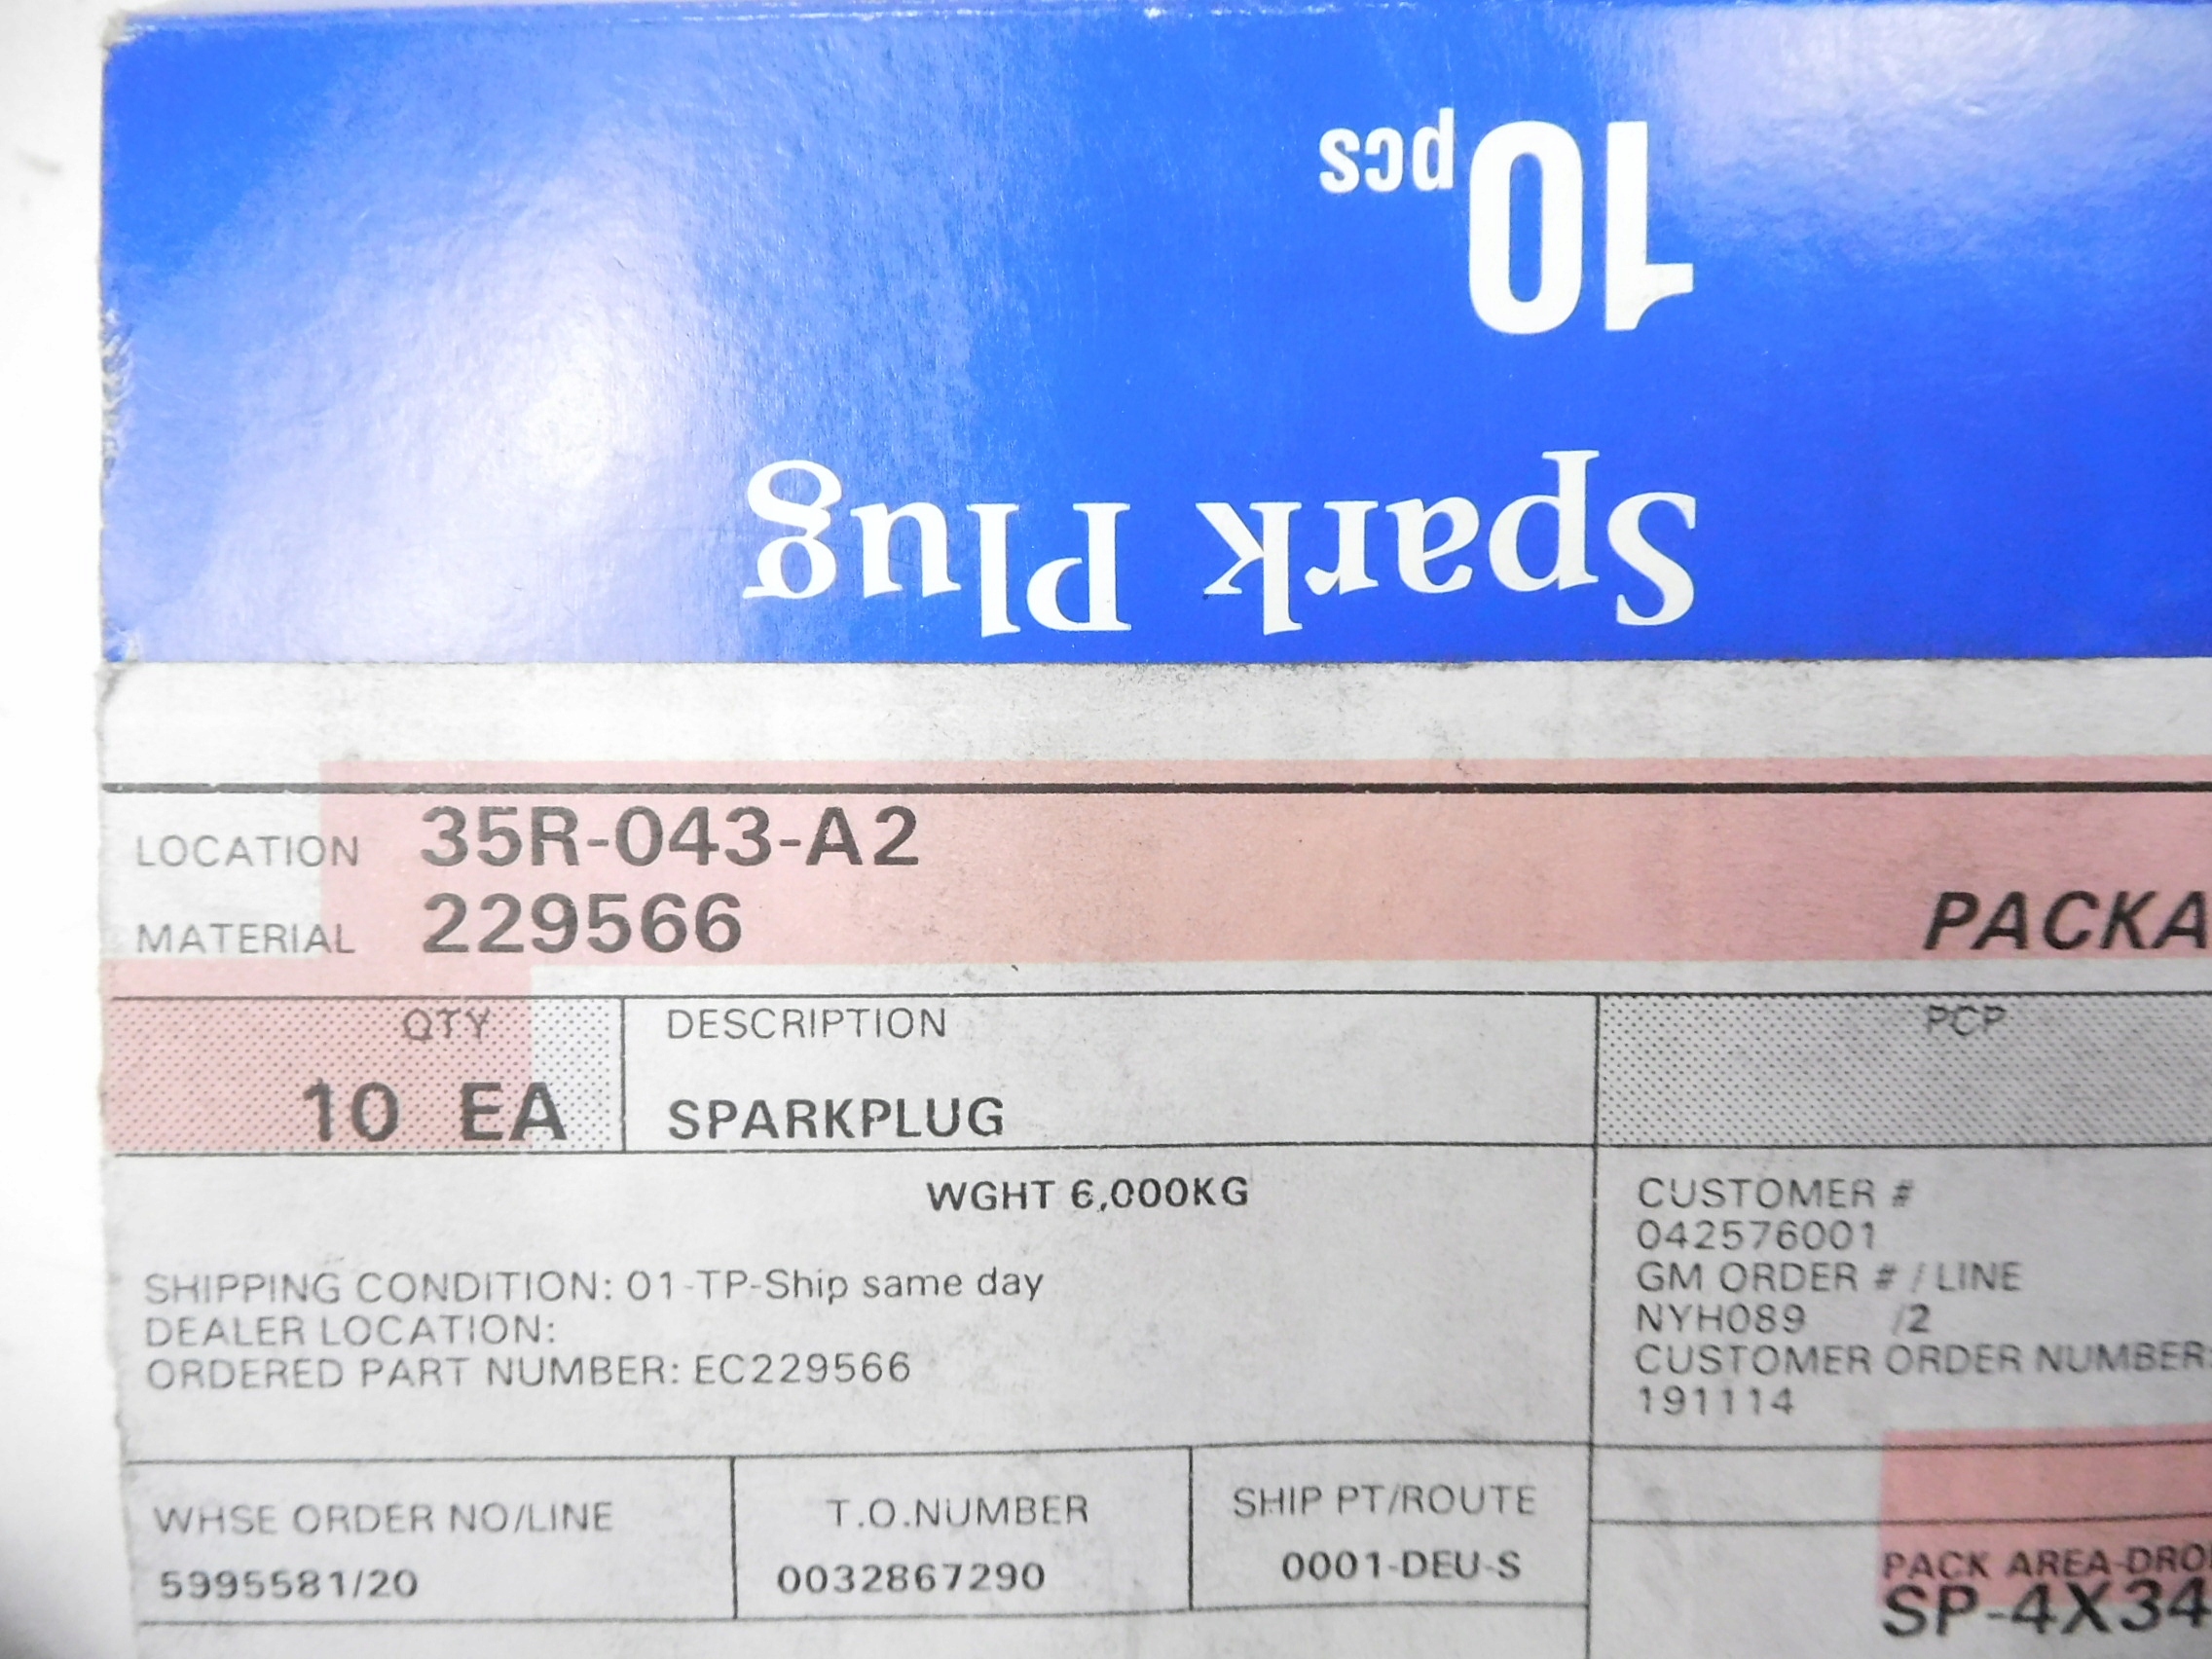 10 pcs
Spark Plug
LOCATION 35R-043-A2
MATERIAL 229566
PACKA
QTY DESCRIPTION PCP
10 EA SPARKPLUG
WGHT 6,000KG
SHIPPING CONDITION: 01-TP-Ship same day
DEALER LOCATION:
ORDERED PART NUMBER: EC229566
CUSTOMER #
042576001
GM ORDER # / LINE
NYH089 /2
CUSTOMER ORDER NUMBER:
191114
WHSE ORDER NO/LINE T.O.NUMBER SHIP PT/ROUTE
5995581/20 0032867290 0001-DEU-S
PACK AREA-DRO
SP-4X34